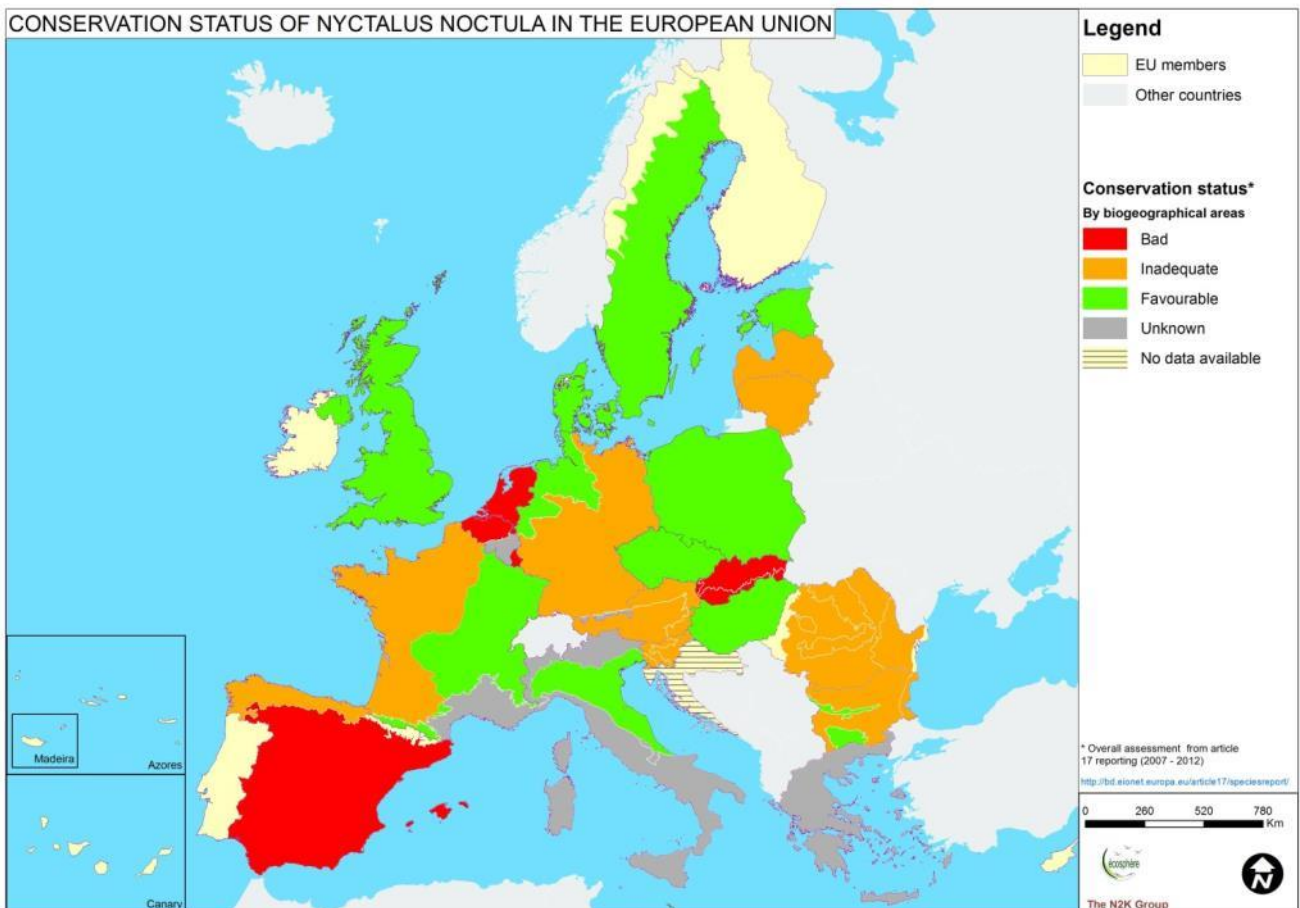 CONSERVATION STATUS OF NYCTALUS NOCTULA IN THE EUROPEAN UNION
Legend
EU members
Other countries
Conservation status*
By biogeographical areas
Bad
Inadequate
Favourable
Unknown
No data available
Madeira
Azores
Canary
* Overall assessment from article
17 reporting (2007 - 2012)
http://bd.eionet.europa.eu/article17/speciesreport/
0 260 520 780
Km
écosphère
N
The N2K Group